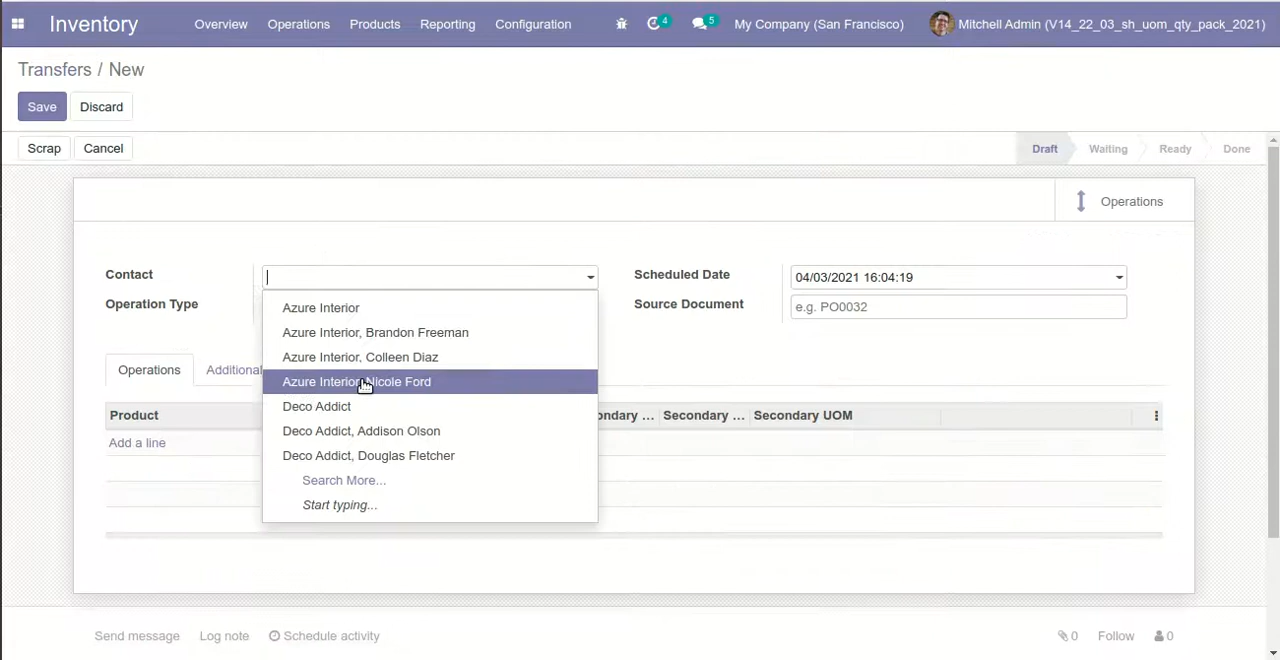 Inventory Overview Operations Products Reporting Configuration 4 5 My Company (San Francisco) Mitchell Admin (V14_22_03_sh_uom_qty_pack_2021)
Transfers / New
Save Discard
Scrap Cancel Draft Waiting Ready Done
Operations
Contact Scheduled Date 04/03/2021 16:04:19
Operation Type Source Document e.g. PO0032
Azure Interior
Azure Interior, Brandon Freeman
Azure Interior, Colleen Diaz
Operations Additional
Azure Interior, Nicole Ford
Deco Addict
Product ondary ... Secondary ... Secondary UOM
Deco Addict, Addison Olson
Add a line
Deco Addict, Douglas Fletcher
Search More...
Start typing...
Send message Log note Schedule activity 0 Follow 0